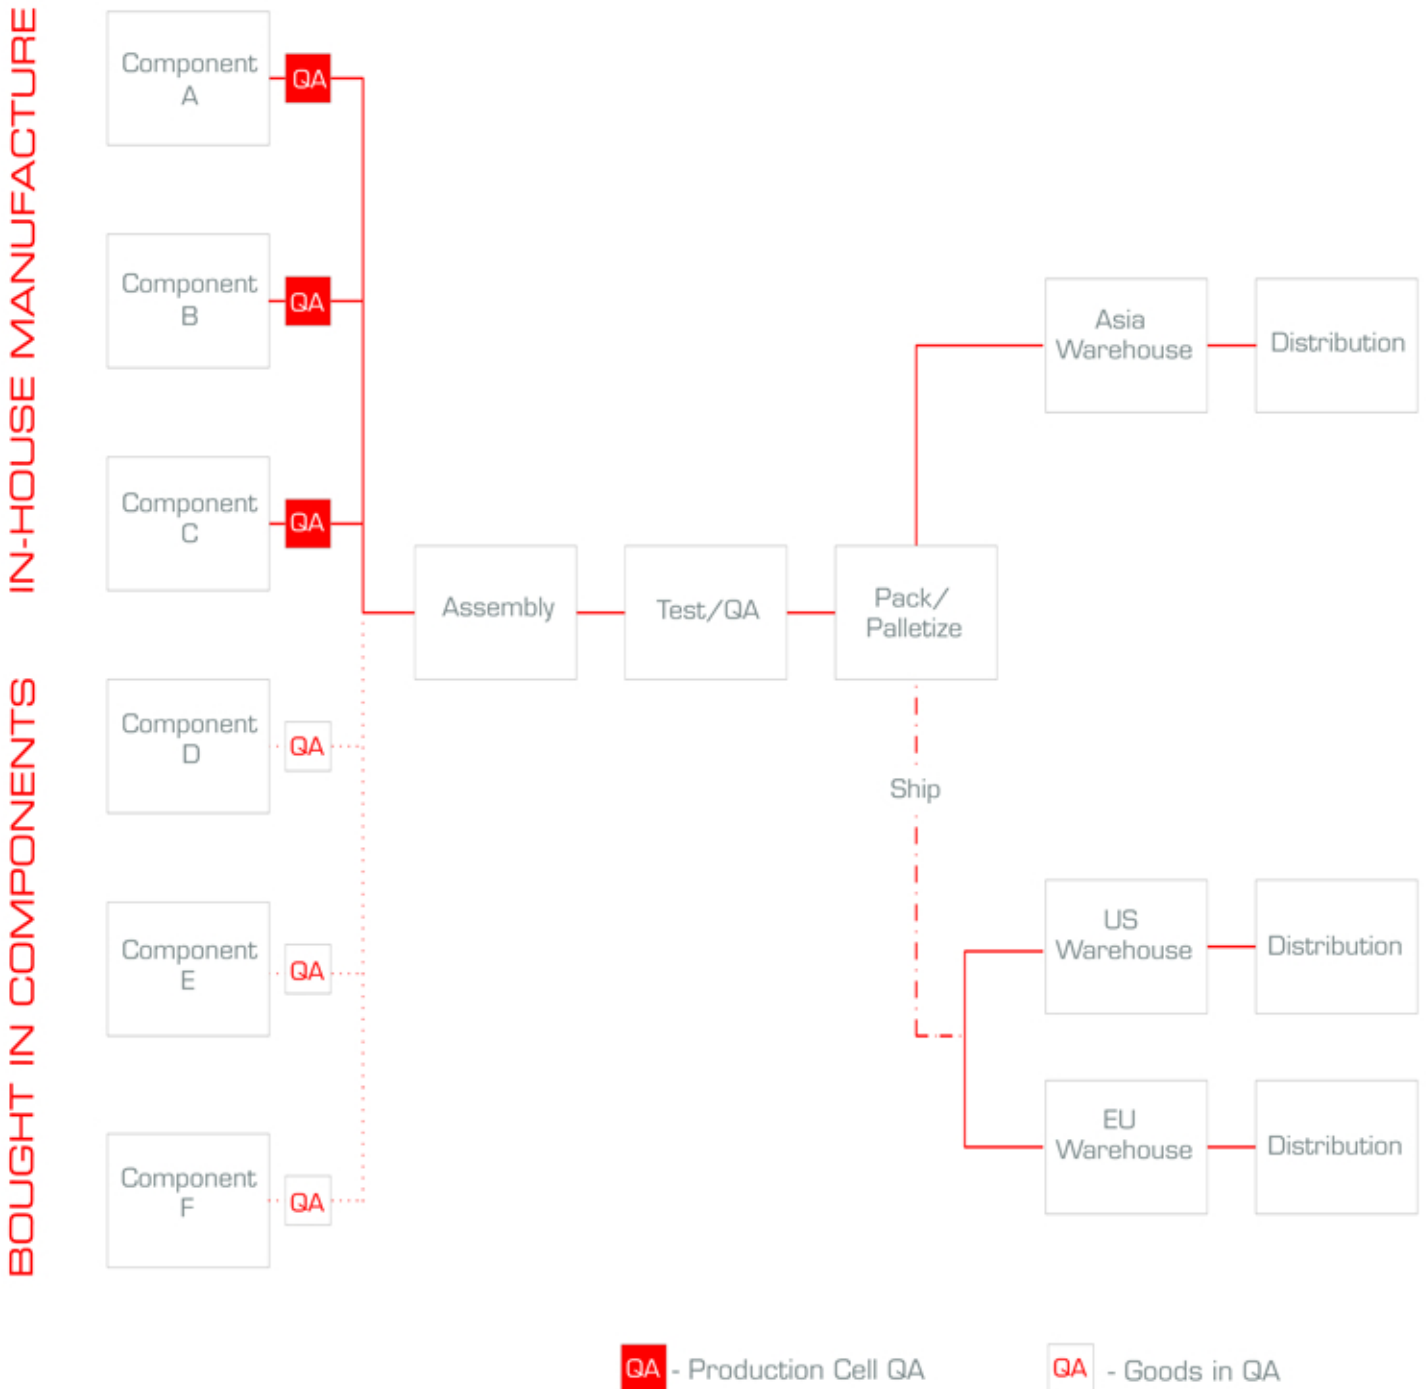 IN-HOUSE MANUFACTURE
Component
A
QA
Component
B
QA
Component
C
QA
BOUGHT IN COMPONENTS
Component
D
QA
Component
E
QA
Component
F
QA
Assembly
Test/QA
Pack/
Palletize
Ship
Asia
Warehouse
Distribution
US
Warehouse
Distribution
EU
Warehouse
Distribution
QA - Production Cell QA
QA - Goods in QA